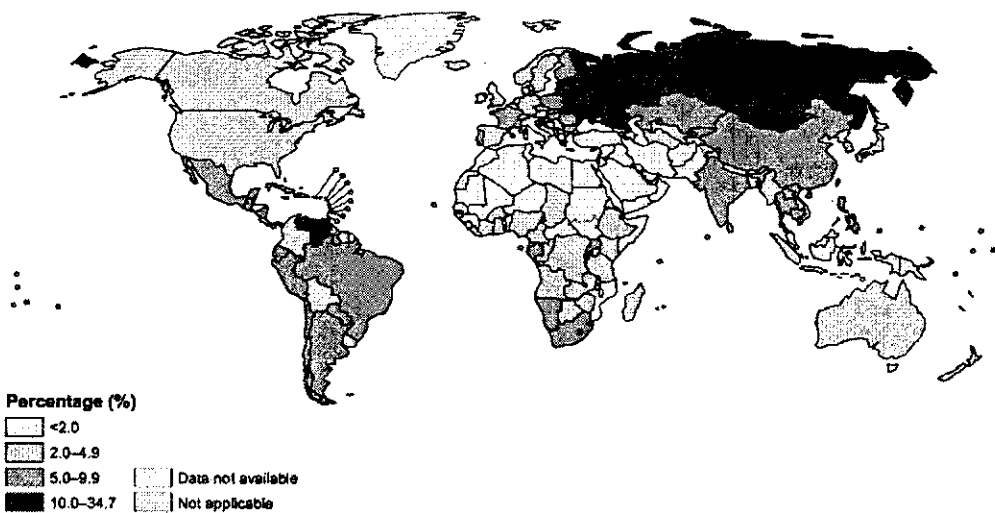 Percentage (%)
<2.0
2.0–4.9
5.0–9.9
10.0–34.7
Data not available
Not applicable